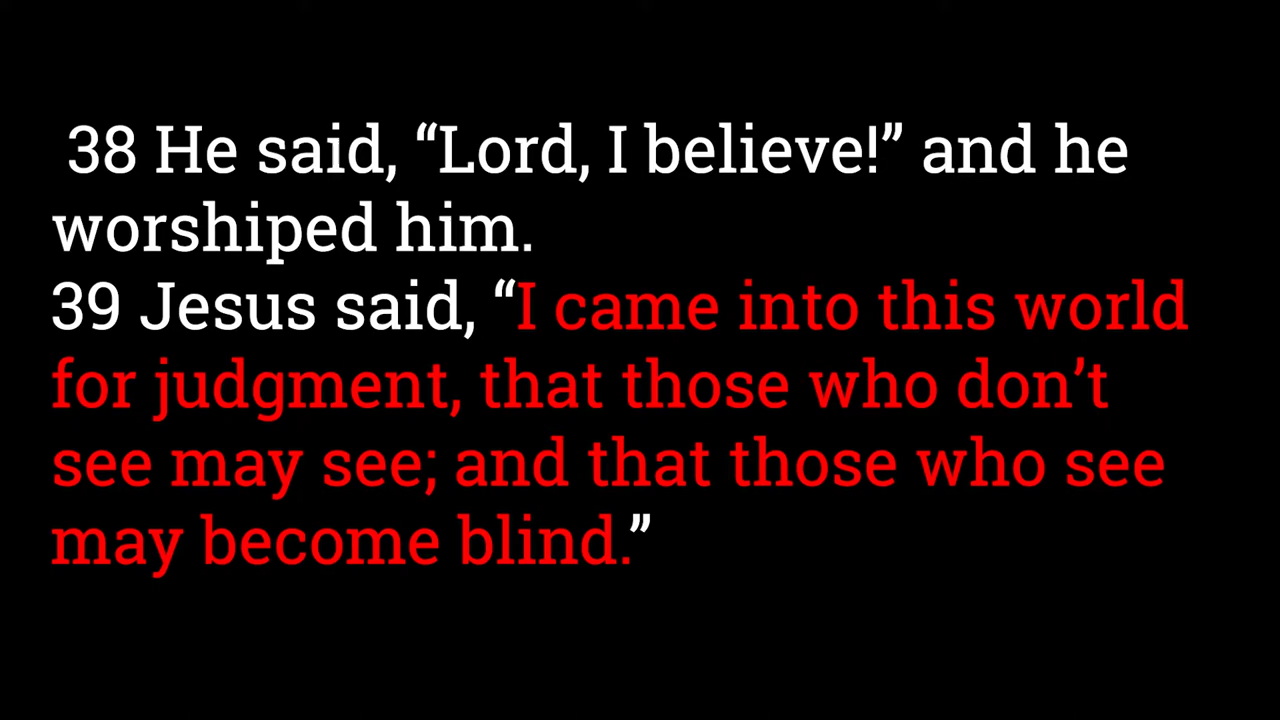 38 He said, “Lord, I believe!” and he
worshiped him.
39 Jesus said, “I came into this world
for judgment, that those who don’t
see may see; and that those who see
may become blind.”